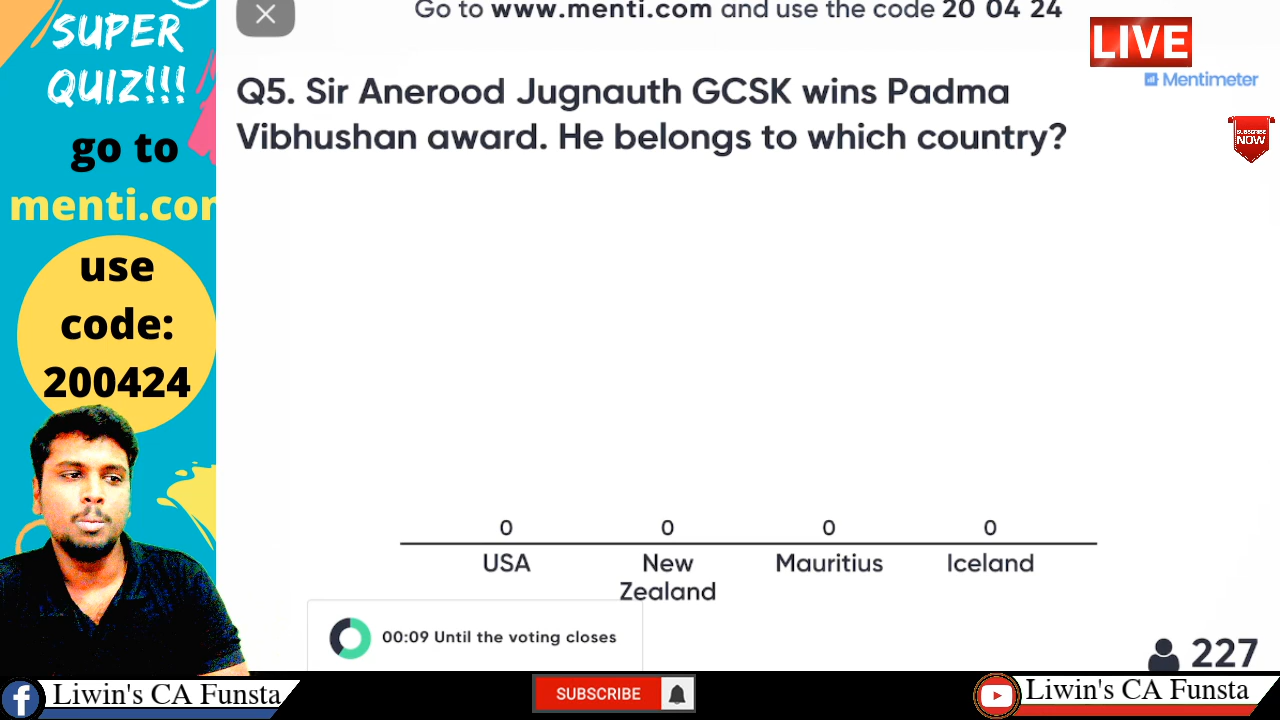 SUPER
QUIZ!!!
go to
menti.com
use
code:
200424
Go to www.menti.com and use the code 20 04 24
LIVE
Mentimeter
Q5. Sir Anerood Jugnauth GCSK wins Padma
Vibhushan award. He belongs to which country?
SUBSCRIBE
NOW
0 0 0 0
USA New Mauritius Iceland
Zealand
00:09 Until the voting closes
227
Liwin's CA Funsta
SUBSCRIBE
Liwin's CA Funsta